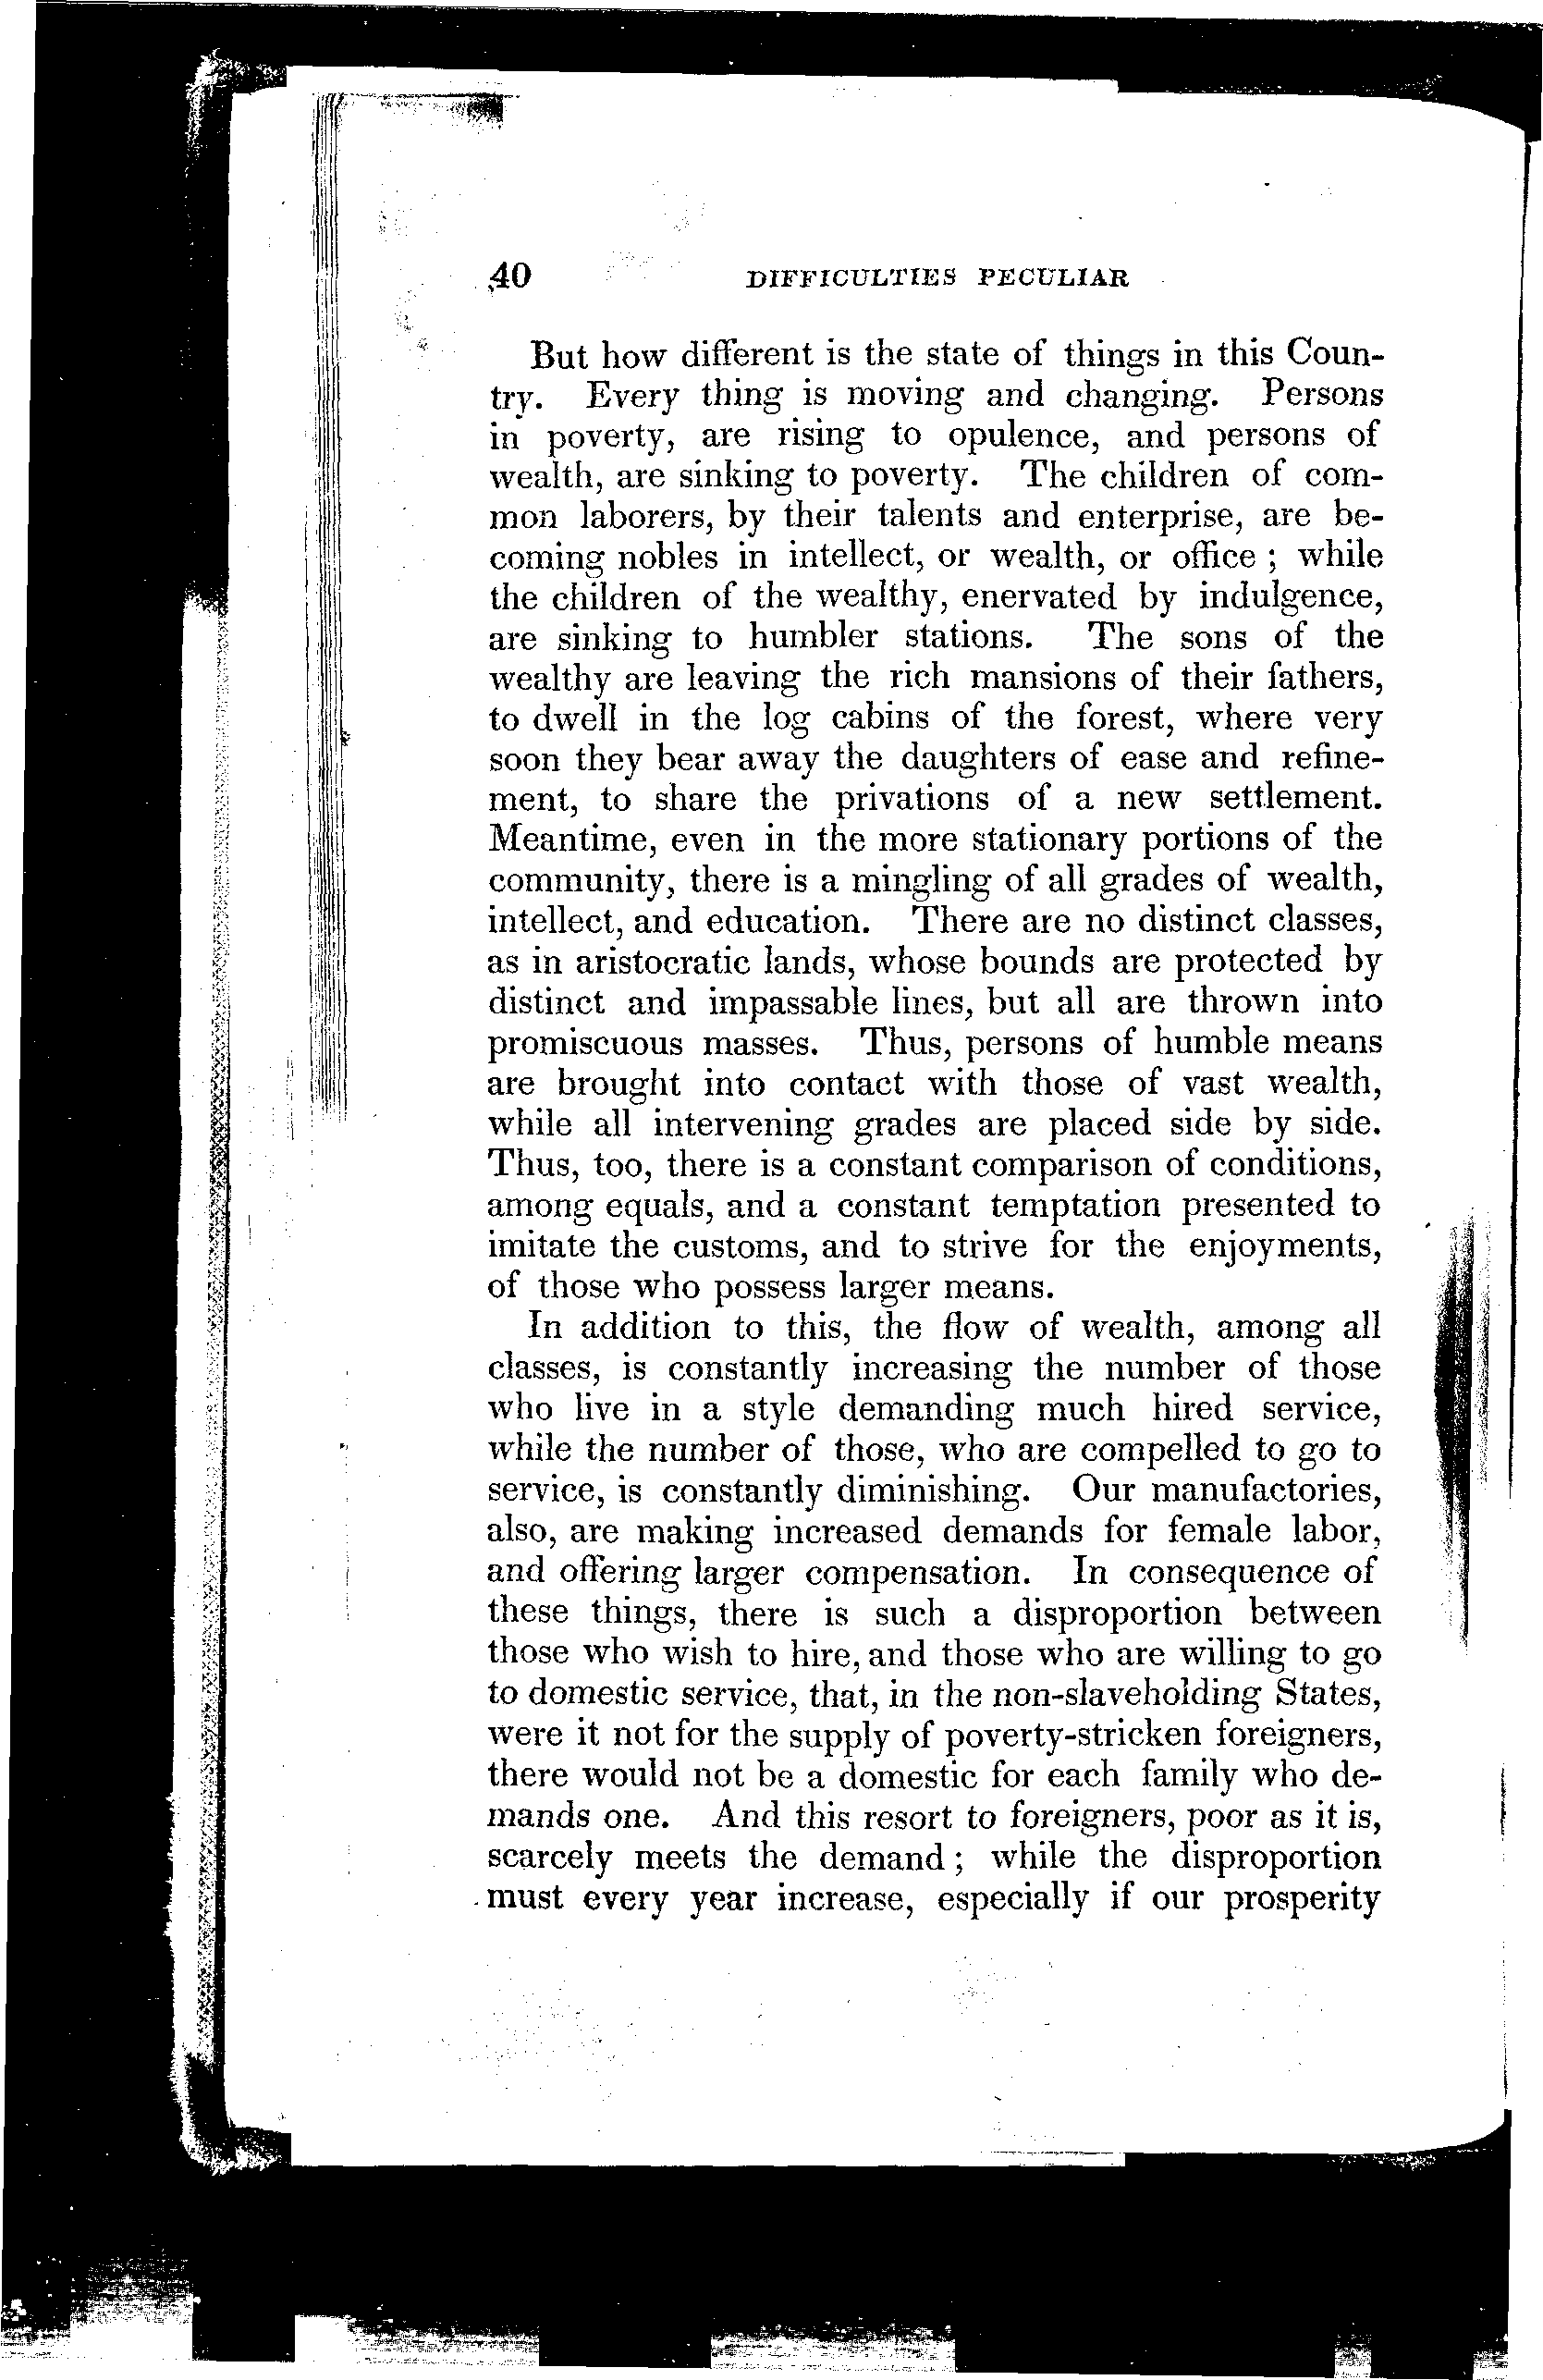 40 DIFFICULTIES PECULIAR
But how different is the state of things in this Coun-
try. Every thing is moving and changing. Persons
in poverty, are rising to opulence, and persons of
wealth, are sinking to poverty. The children of com-
mon laborers, by their talents and enterprise, are be-
coming nobles in intellect, or wealth, or office ; while
the children of the wealthy, enervated by indulgence,
are sinking to humbler stations. The sons of the
wealthy are leaving the rich mansions of their fathers,
to dwell in the log cabins of the forest, where very
soon they bear away the daughters of ease and refine-
ment, to share the privations of a new settlement.
Meantime, even in the more stationary portions of the
community, there is a mingling of all grades of wealth,
intellect, and education. There are no distinct classes,
as in aristocratic lands, whose bounds are protected by
distinct and impassable lines, but all are thrown into
promiscuous masses. Thus, persons of humble means
are brought into contact with those of vast wealth,
while all intervening grades are placed side by side.
Thus, too, there is a constant comparison of conditions,
among equals, and a constant temptation presented to
imitate the customs, and to strive for the enjoyments,
of those who possess larger means.
In addition to this, the flow of wealth, among all
classes, is constantly increasing the number of those
who live in a style demanding much hired service,
while the number of those, who are compelled to go to
service, is constantly diminishing. Our manufactories,
also, are making increased demands for female labor,
and offering larger compensation. In consequence of
these things, there is such a disproportion between
those who wish to hire, and those who are willing to go
to domestic service, that, in the non-slaveholding States,
were it not for the supply of poverty-stricken foreigners,
there would not be a domestic for each family who de-
mands one. And this resort to foreigners, poor as it is,
scarcely meets the demand ; while the disproportion
must every year increase, especially if our prosperity